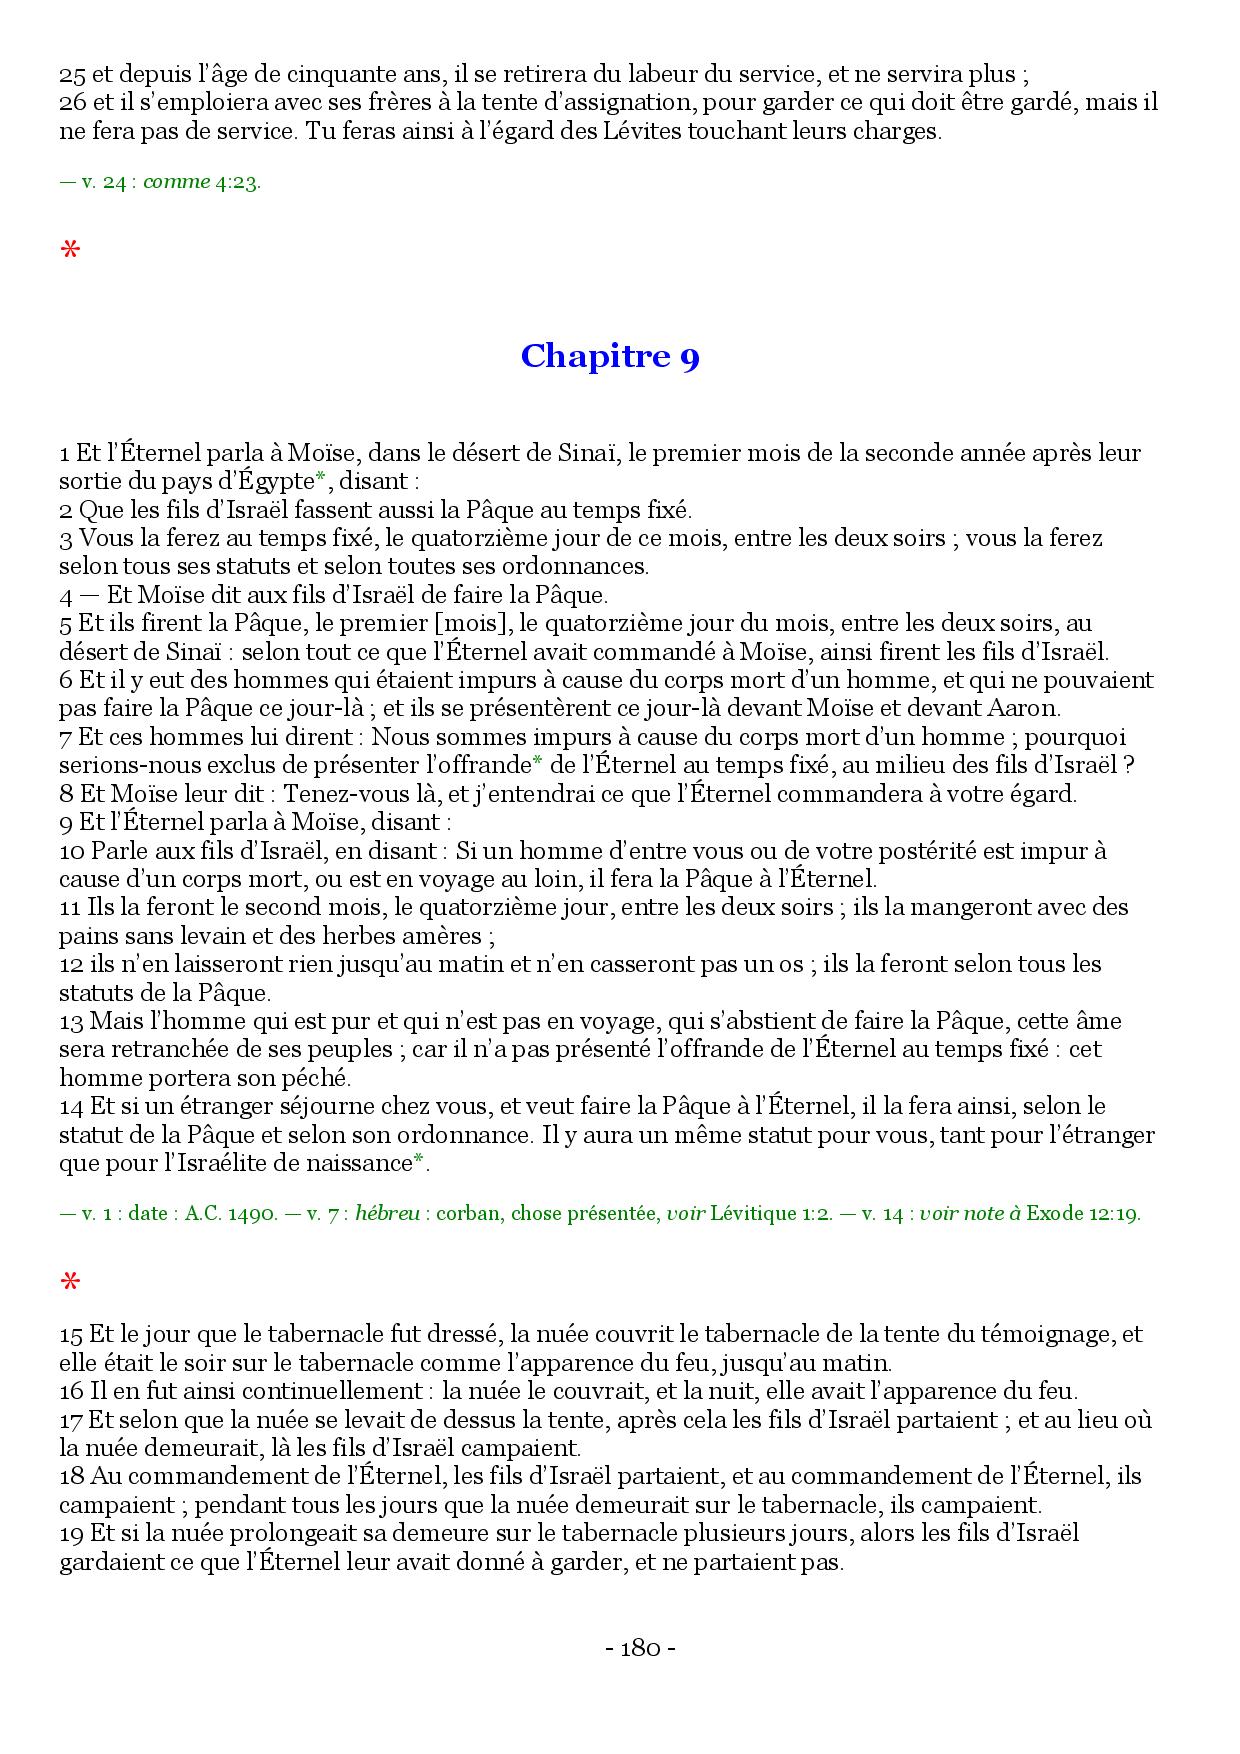 25 et depuis l’âge de cinquante ans, il se retirera du labeur du service, et ne servira plus ;
26 et il s’emploiera avec ses frères à la tente d’assignation, pour garder ce qui doit être gardé, mais il
ne fera pas de service. Tu feras ainsi à l’égard des Lévites touchant leurs charges.
— v. 24 : comme 4:23.
*
Chapitre 9
1 Et l’Éternel parla à Moïse, dans le désert de Sinaï, le premier mois de la seconde année après leur
sortie du pays d’Égypte*, disant :
2 Que les fils d’Israël fassent aussi la Pâque au temps fixé.
3 Vous la ferez au temps fixé, le quatorzième jour de ce mois, entre les deux soirs ; vous la ferez
selon tous ses statuts et selon toutes ses ordonnances.
4 — Et Moïse dit aux fils d’Israël de faire la Pâque.
5 Et ils firent la Pâque, le premier [mois], le quatorzième jour du mois, entre les deux soirs, au
désert de Sinaï : selon tout ce que l’Éternel avait commandé à Moïse, ainsi firent les fils d’Israël.
6 Et il y eut des hommes qui étaient impurs à cause du corps mort d’un homme, et qui ne pouvaient
pas faire la Pâque ce jour-là ; et ils se présentèrent ce jour-là devant Moïse et devant Aaron.
7 Et ces hommes lui dirent : Nous sommes impurs à cause du corps mort d’un homme ; pourquoi
serions-nous exclus de présenter l’offrande* de l’Éternel au temps fixé, au milieu des fils d’Israël ?
8 Et Moïse leur dit : Tenez-vous là, et j’entendrai ce que l’Éternel commandera à votre égard.
9 Et l’Éternel parla à Moïse, disant :
10 Parle aux fils d’Israël, en disant : Si un homme d’entre vous ou de votre postérité est impur à
cause d’un corps mort, ou est en voyage au loin, il fera la Pâque à l’Éternel.
11 Ils la feront le second mois, le quatorzième jour, entre les deux soirs ; ils la mangeront avec des
pains sans levain et des herbes amères ;
12 ils n’en laisseront rien jusqu’au matin et n’en casseront pas un os ; ils la feront selon tous les
statuts de la Pâque.
13 Mais l’homme qui est pur et qui n’est pas en voyage, qui s’abstient de faire la Pâque, cette âme
sera retranchée de ses peuples ; car il n’a pas présenté l’offrande de l’Éternel au temps fixé : cet
homme portera son péché.
14 Et si un étranger séjourne chez vous, et veut faire la Pâque à l’Éternel, il la fera ainsi, selon le
statut de la Pâque et selon son ordonnance. Il y aura un même statut pour vous, tant pour l’étranger
que pour l’Israélite de naissance*.
— v. 1 : date : A.C. 1490. — v. 7 : hébreu : corban, chose présentée, voir Lévitique 1:2. — v. 14 : voir note à Exode 12:19.
*
15 Et le jour que le tabernacle fut dressé, la nuée couvrit le tabernacle de la tente du témoignage, et
elle était le soir sur le tabernacle comme l’apparence du feu, jusqu’au matin.
16 Il en fut ainsi continuellement : la nuée le couvrait, et la nuit, elle avait l’apparence du feu.
17 Et selon que la nuée se levait de dessus la tente, après cela les fils d’Israël partaient ; et au lieu où
la nuée demeurait, là les fils d’Israël campaient.
18 Au commandement de l’Éternel, les fils d’Israël partaient, et au commandement de l’Éternel, ils
campaient ; pendant tous les jours que la nuée demeurait sur le tabernacle, ils campaient.
19 Et si la nuée prolongeait sa demeure sur le tabernacle plusieurs jours, alors les fils d’Israël
gardaient ce que l’Éternel leur avait donné à garder, et ne partaient pas.
- 180 -